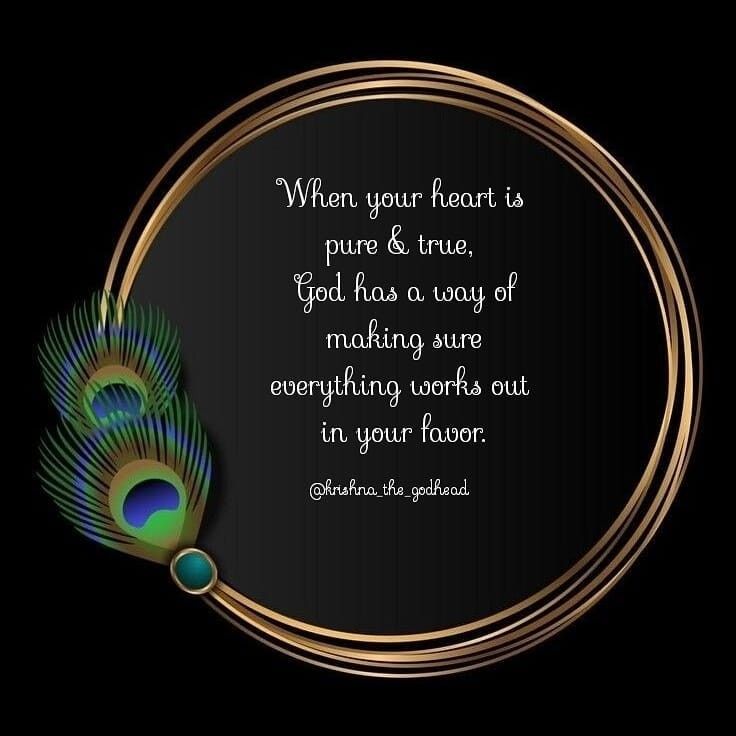 When your heart is
pure & true,
God has a way of
making sure
everything works out
in your favor.
@krishna_the_godhead